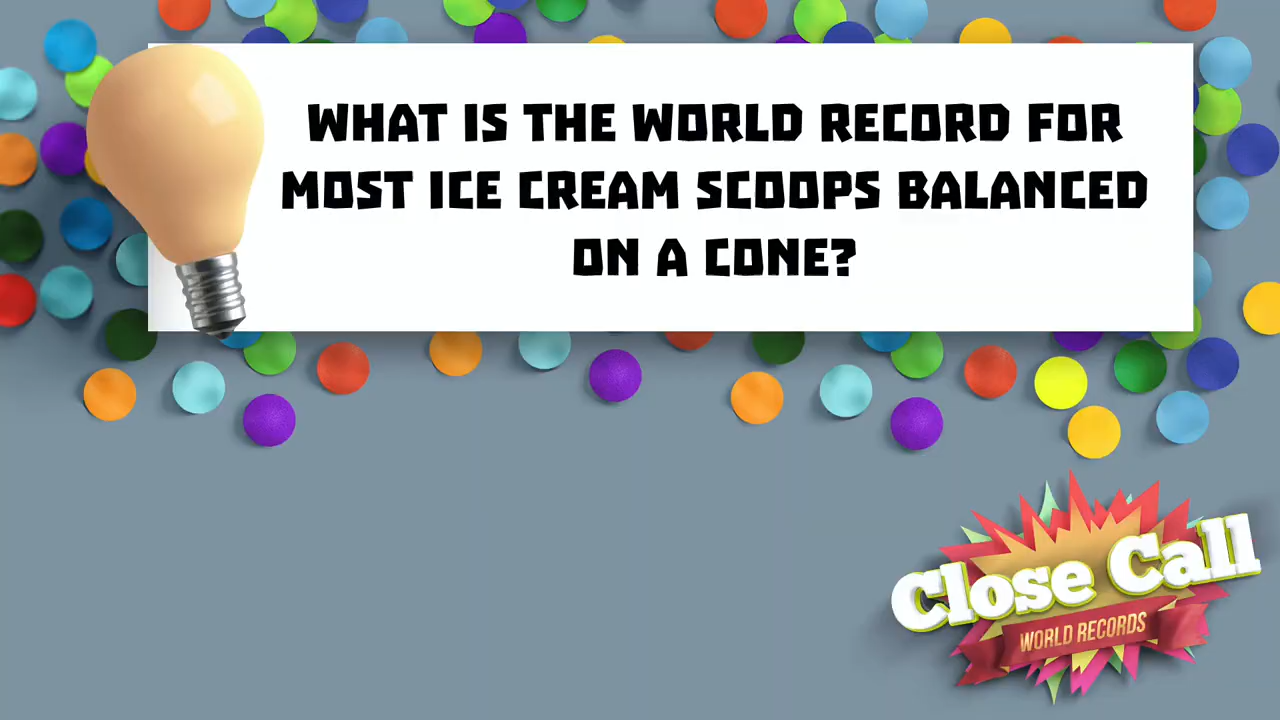 WHAT IS THE WORLD RECORD FOR
MOST ICE CREAM SCOOPS BALANCED
ON A CONE?
Close Call
WORLD RECORDS